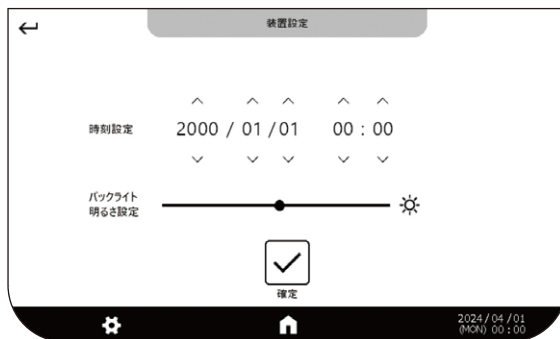 装置設定
時刻設定 2000 / 01 / 01 00 : 00
バックライト
明るさ設定
確定
2024 / 04 / 01
(MON) 00 : 00